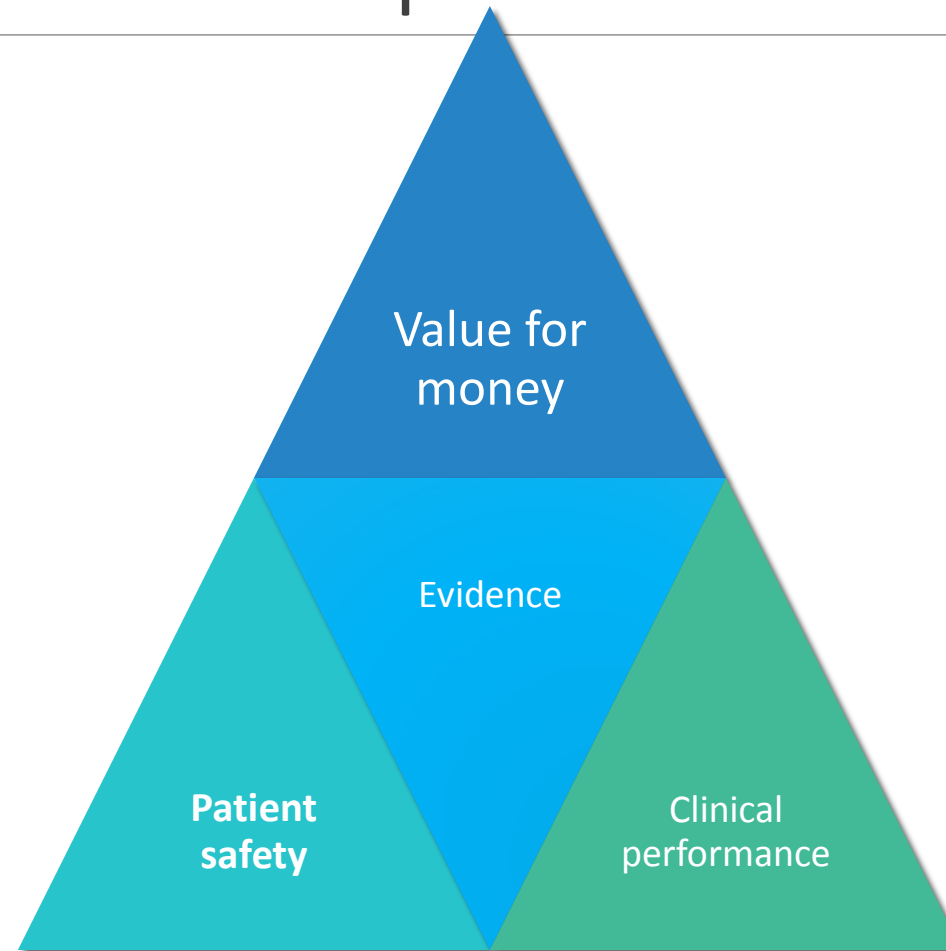 Value for
money
Evidence
Patient
safety
Clinical
performance